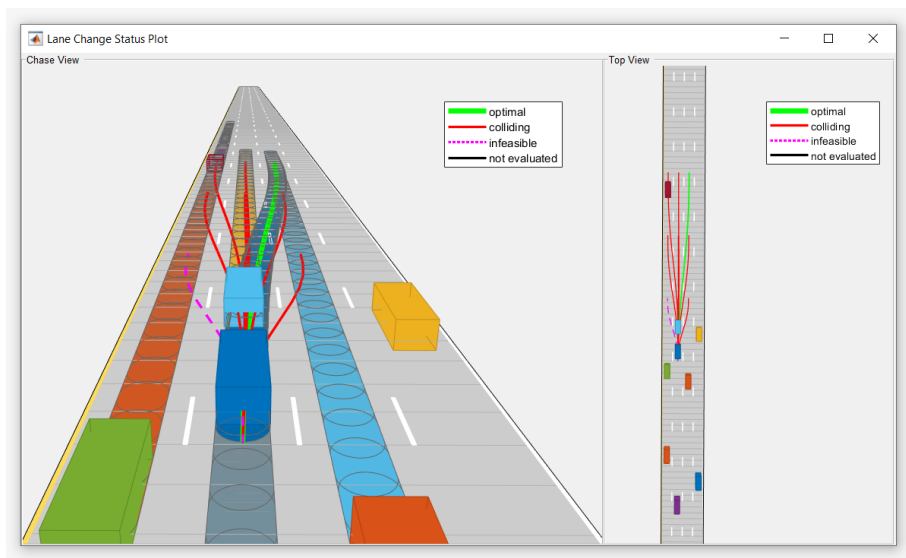 Lane Change Status Plot
Chase View
optimal
colliding
infeasible
not evaluated
Top View
optimal
colliding
infeasible
not evaluated